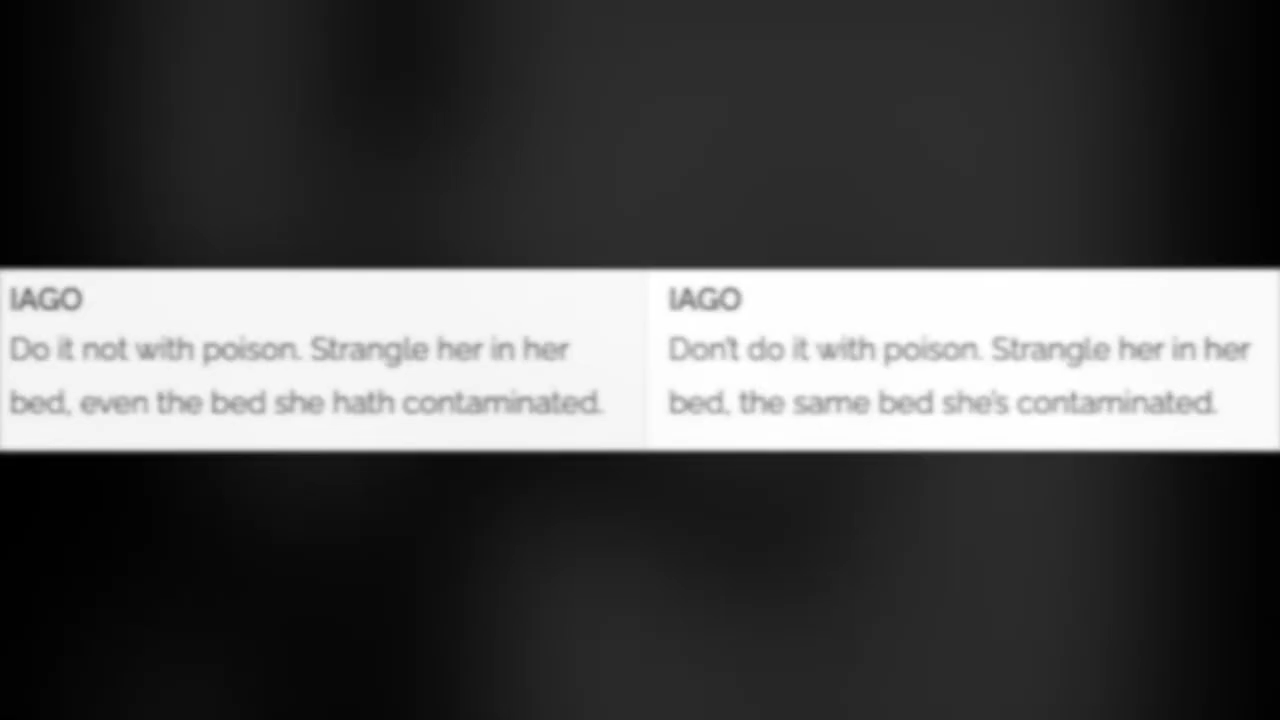 IAGO
Do it not with poison. Strangle her in her
bed, even the bed she hath contaminated.
IAGO
Don't do it with poison. Strangle her in her
bed, the same bed she's contaminated.